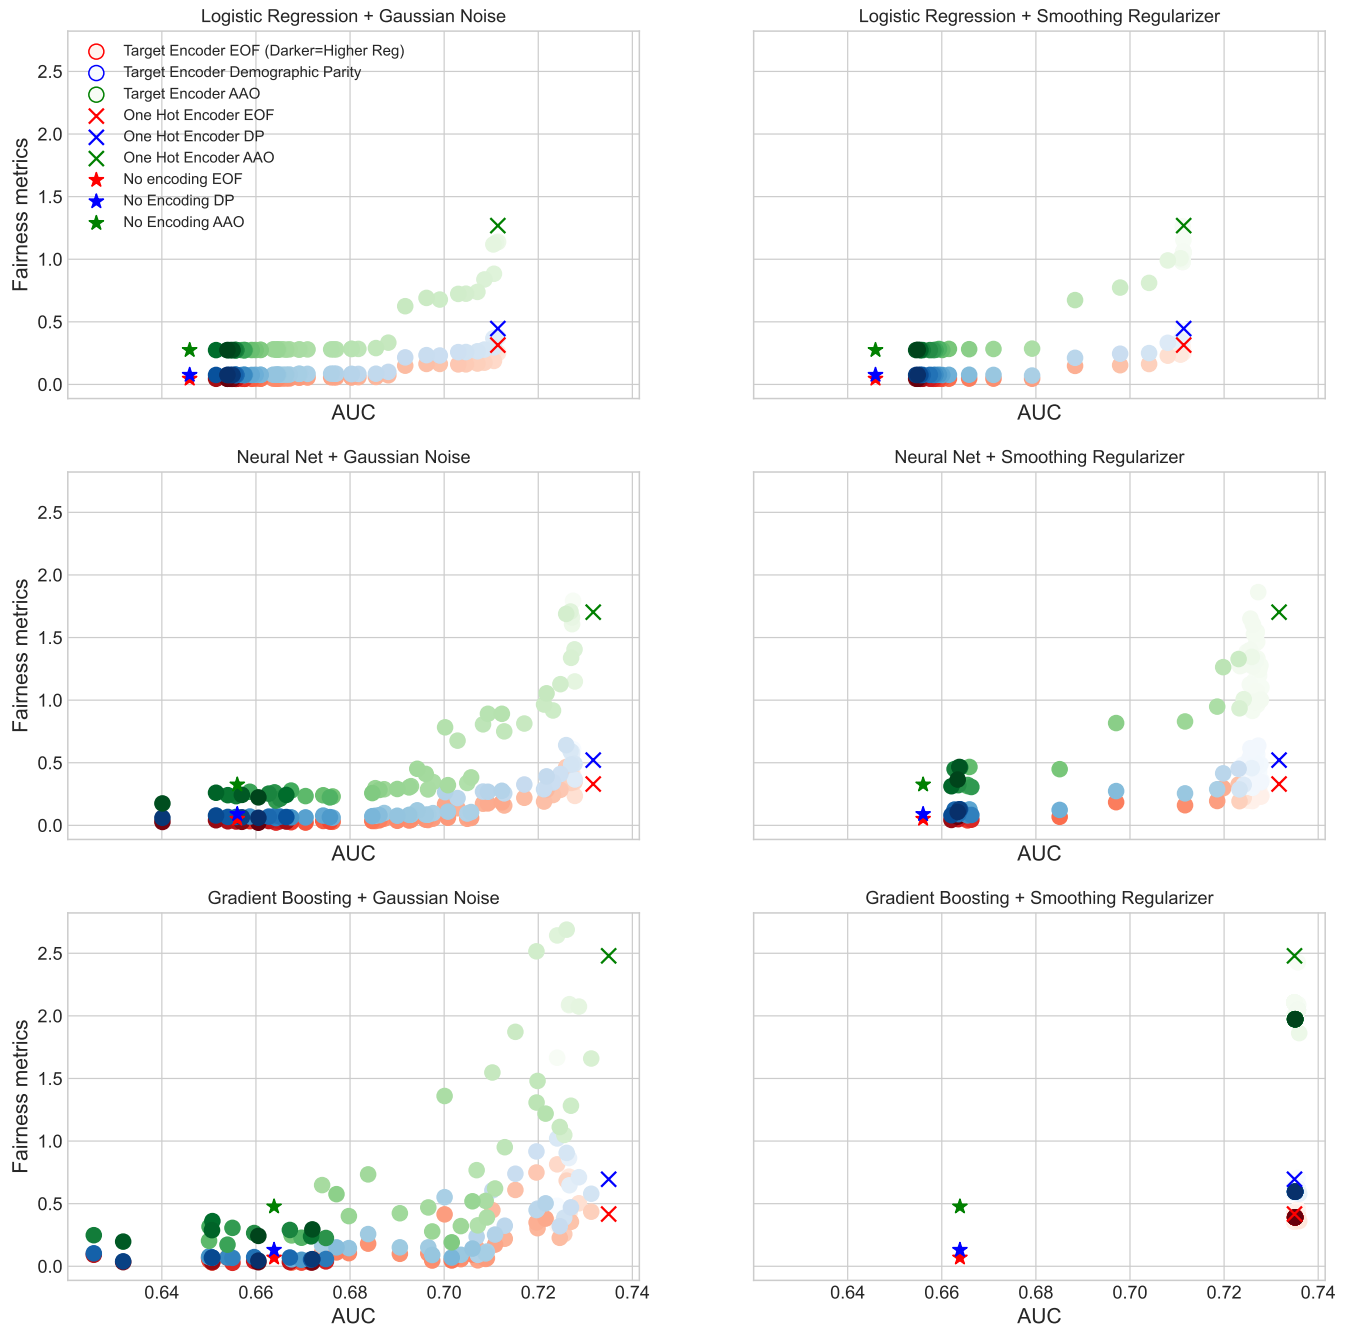 Logistic Regression + Gaussian Noise
Target Encoder EOF (Darker=Higher Reg)
Target Encoder Demographic Parity
Target Encoder AAO
One Hot Encoder EOF
One Hot Encoder DP
One Hot Encoder AAO
No encoding EOF
No Encoding DP
No Encoding AAO
2.5
2.0
1.5
1.0
0.5
0.0
Fairness metrics
AUC
Logistic Regression + Smoothing Regularizer
AUC
Neural Net + Gaussian Noise
2.5
2.0
1.5
1.0
0.5
0.0
Fairness metrics
AUC
Neural Net + Smoothing Regularizer
AUC
Gradient Boosting + Gaussian Noise
2.5
2.0
1.5
1.0
0.5
0.0
Fairness metrics
0.64 0.66 0.68 0.70 0.72 0.74
AUC
Gradient Boosting + Smoothing Regularizer
0.64 0.66 0.68 0.70 0.72 0.74
AUC